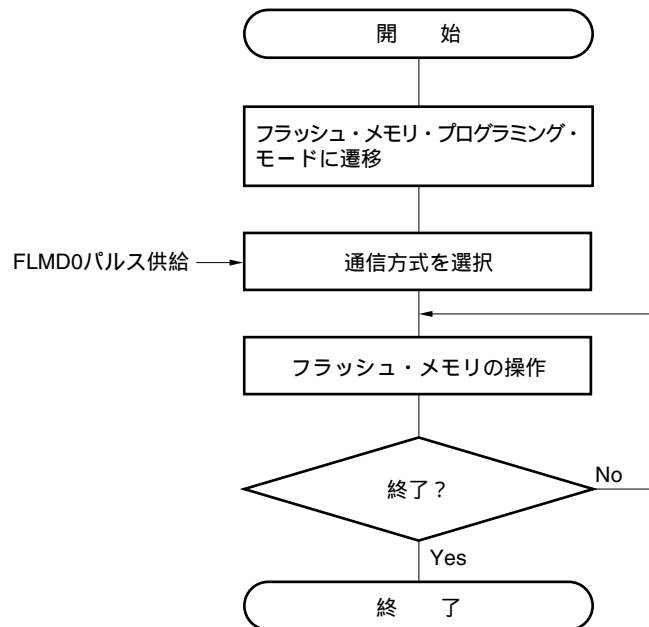 開　始
フラッシュ・メモリ・プログラミング・
モードに遷移
FLMD0パルス供給
通信方式を選択
フラッシュ・メモリの操作
終了？
No
Yes
終　了